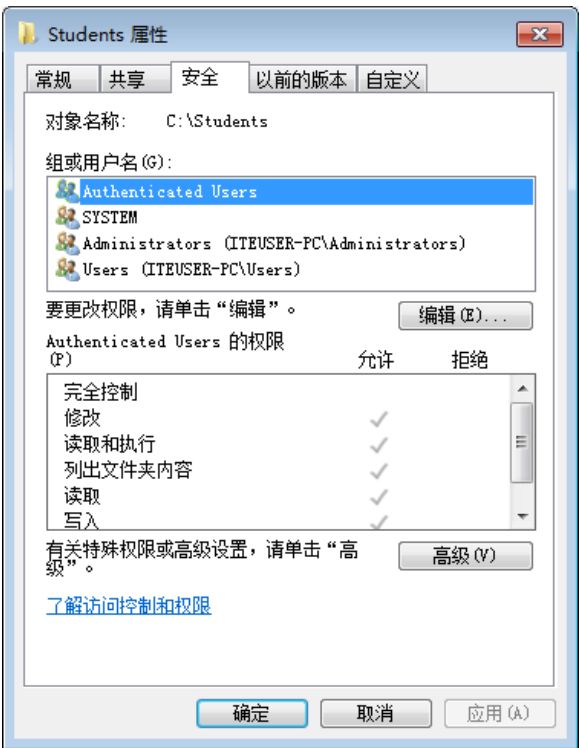 Students 属性
常规 共享 安全 以前的版本 自定义
对象名称: C:\Students
组或用户名(G):
Authenticated Users
SYSTEM
Administrators (ITEUSER-PC\Administrators)
Users (ITEUSER-PC\Users)
要更改权限，请单击“编辑”。
编辑(E)...
Authenticated Users 的权限
(P) 允许 拒绝
完全控制
修改
读取和执行
列出文件夹内容
读取
写入
有关特殊权限或高级设置，请单击“高
级”。
高级(V)
了解访问控制和权限
确定 取消 应用(A)